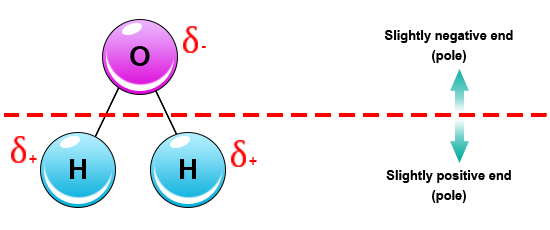 O
δ-
Slightly negative end
(pole)
δ+
H
H
δ+
Slightly positive end
(pole)